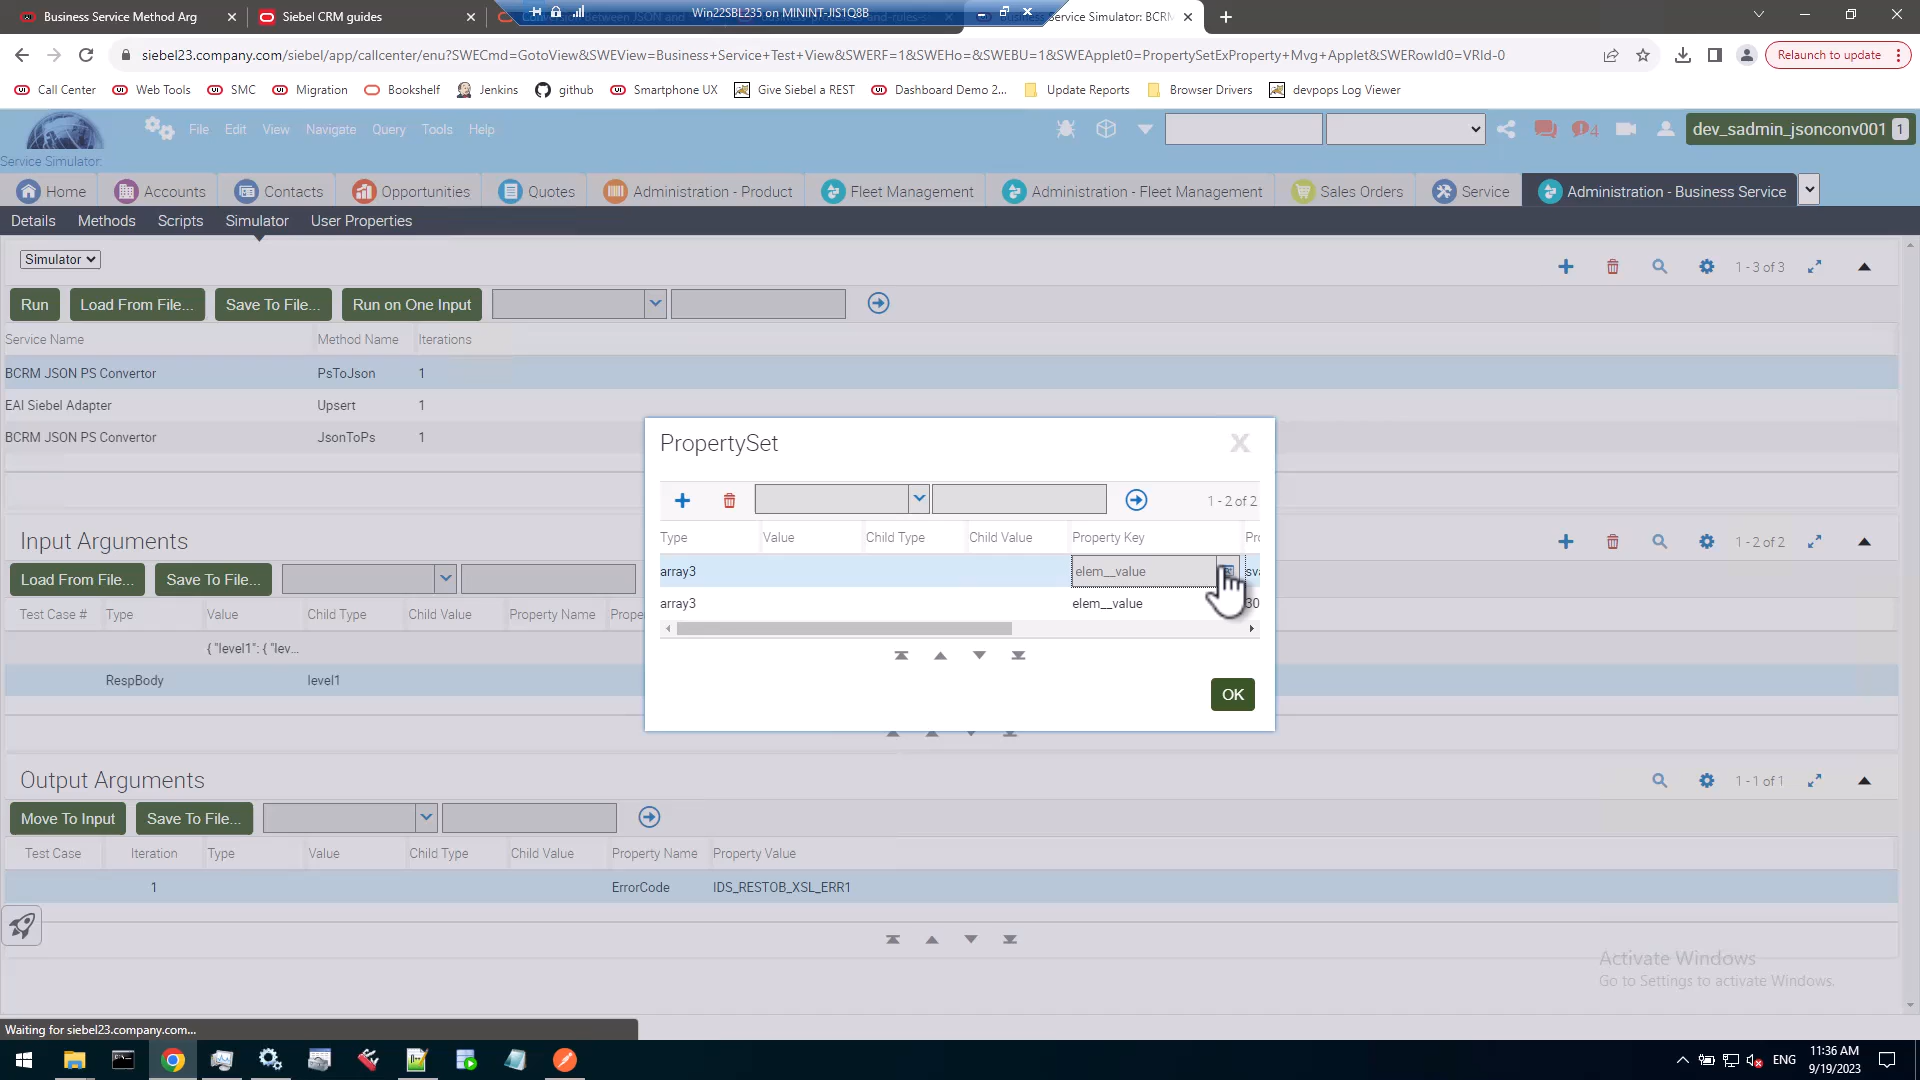 Business Service Method Arg
Siebel CRM guides
Win22SBL235 on MININT-JIS1Q8B
Business Service Simulator: BCRM
siebel23.company.com/siebel/app/callcenter/enu?SWECmd=GotoView&SWEView=Business+Service+Test+View&SWERF=1&SWEHo=&SWEBU=1&SWEApplet0=PropertySetExProperty+Mvg+Applet&SWERowId0=VRId-0
Relaunch to update
Call Center
Web Tools
SMC
Migration
Bookshelf
Jenkins
github
Smartphone UX
Give Siebel a REST
Dashboard Demo 2...
Update Reports
Browser Drivers
devpops Log Viewer
File
Edit
View
Navigate
Query
Tools
Help
4
dev_sadmin_jsonconv001 1
Service Simulator:
Home
Accounts
Contacts
Opportunities
Quotes
Administration - Product
Fleet Management
Administration - Fleet Management
Sales Orders
Service
Administration - Business Service
Details
Methods
Scripts
Simulator
User Properties
Simulator
1 - 3 of 3
Run
Load From File...
Save To File...
Run on One Input
Service Name
Method Name
Iterations
BCRM JSON PS Convertor
PsToJson
1
EAI Siebel Adapter
Upsert
1
BCRM JSON PS Convertor
JsonToPs
1
PropertySet
X
1 - 2 of 2
Type
Value
Child Type
Child Value
Property Key
array3
elem__value
array3
elem__value
30
OK
Input Arguments
1 - 2 of 2
Load From File...
Save To File...
Test Case #
Type
Value
Child Type
Child Value
Property Name
{ "level1": { "lev...
RespBody
level1
Output Arguments
1 - 1 of 1
Move To Input
Save To File...
Test Case
Iteration
Type
Value
Child Type
Child Value
Property Name
Property Value
1
ErrorCode
IDS_RESTOB_XSL_ERR1
Activate Windows
Go to Settings to activate Windows.
Waiting for siebel23.company.com...
ENG
11:36 AM
9/19/2023